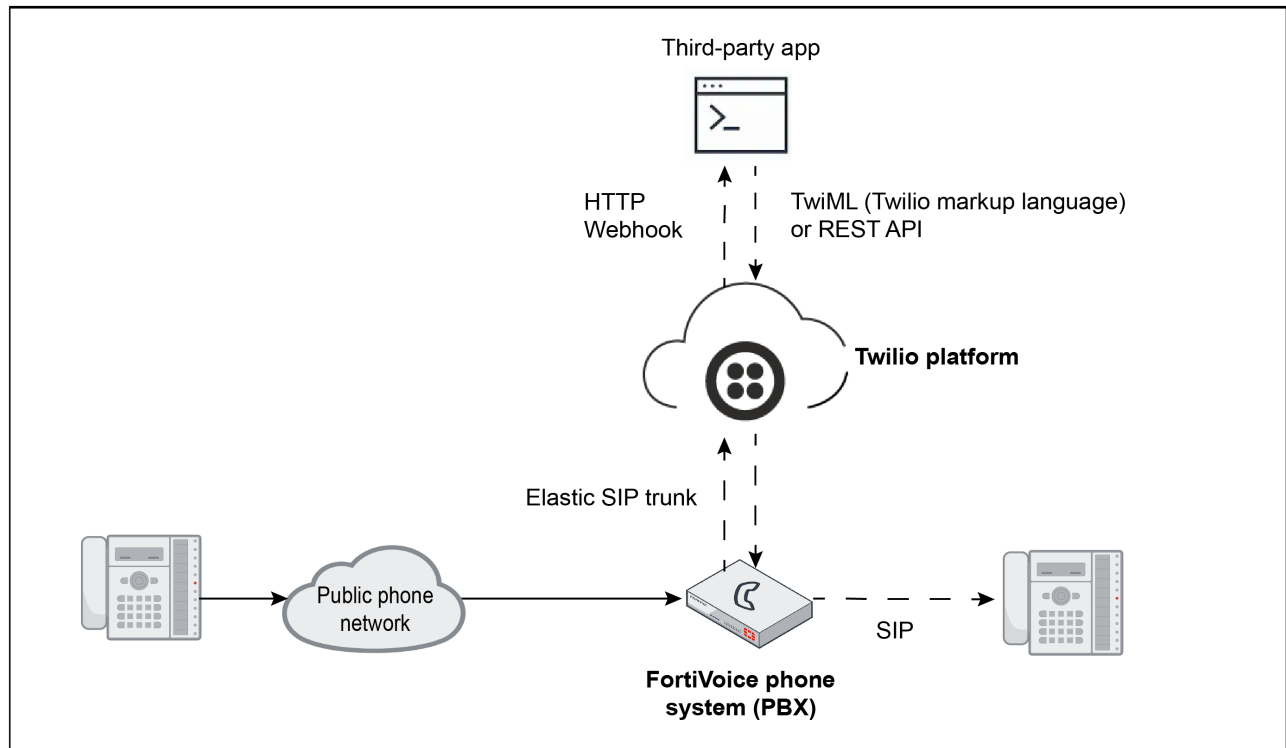 Third-party app
HTTP
Webhook
TwiML (Twilio markup language)
or REST API
Twilio platform
Elastic SIP trunk
Public phone
network
SIP
FortiVoice phone
system (PBX)